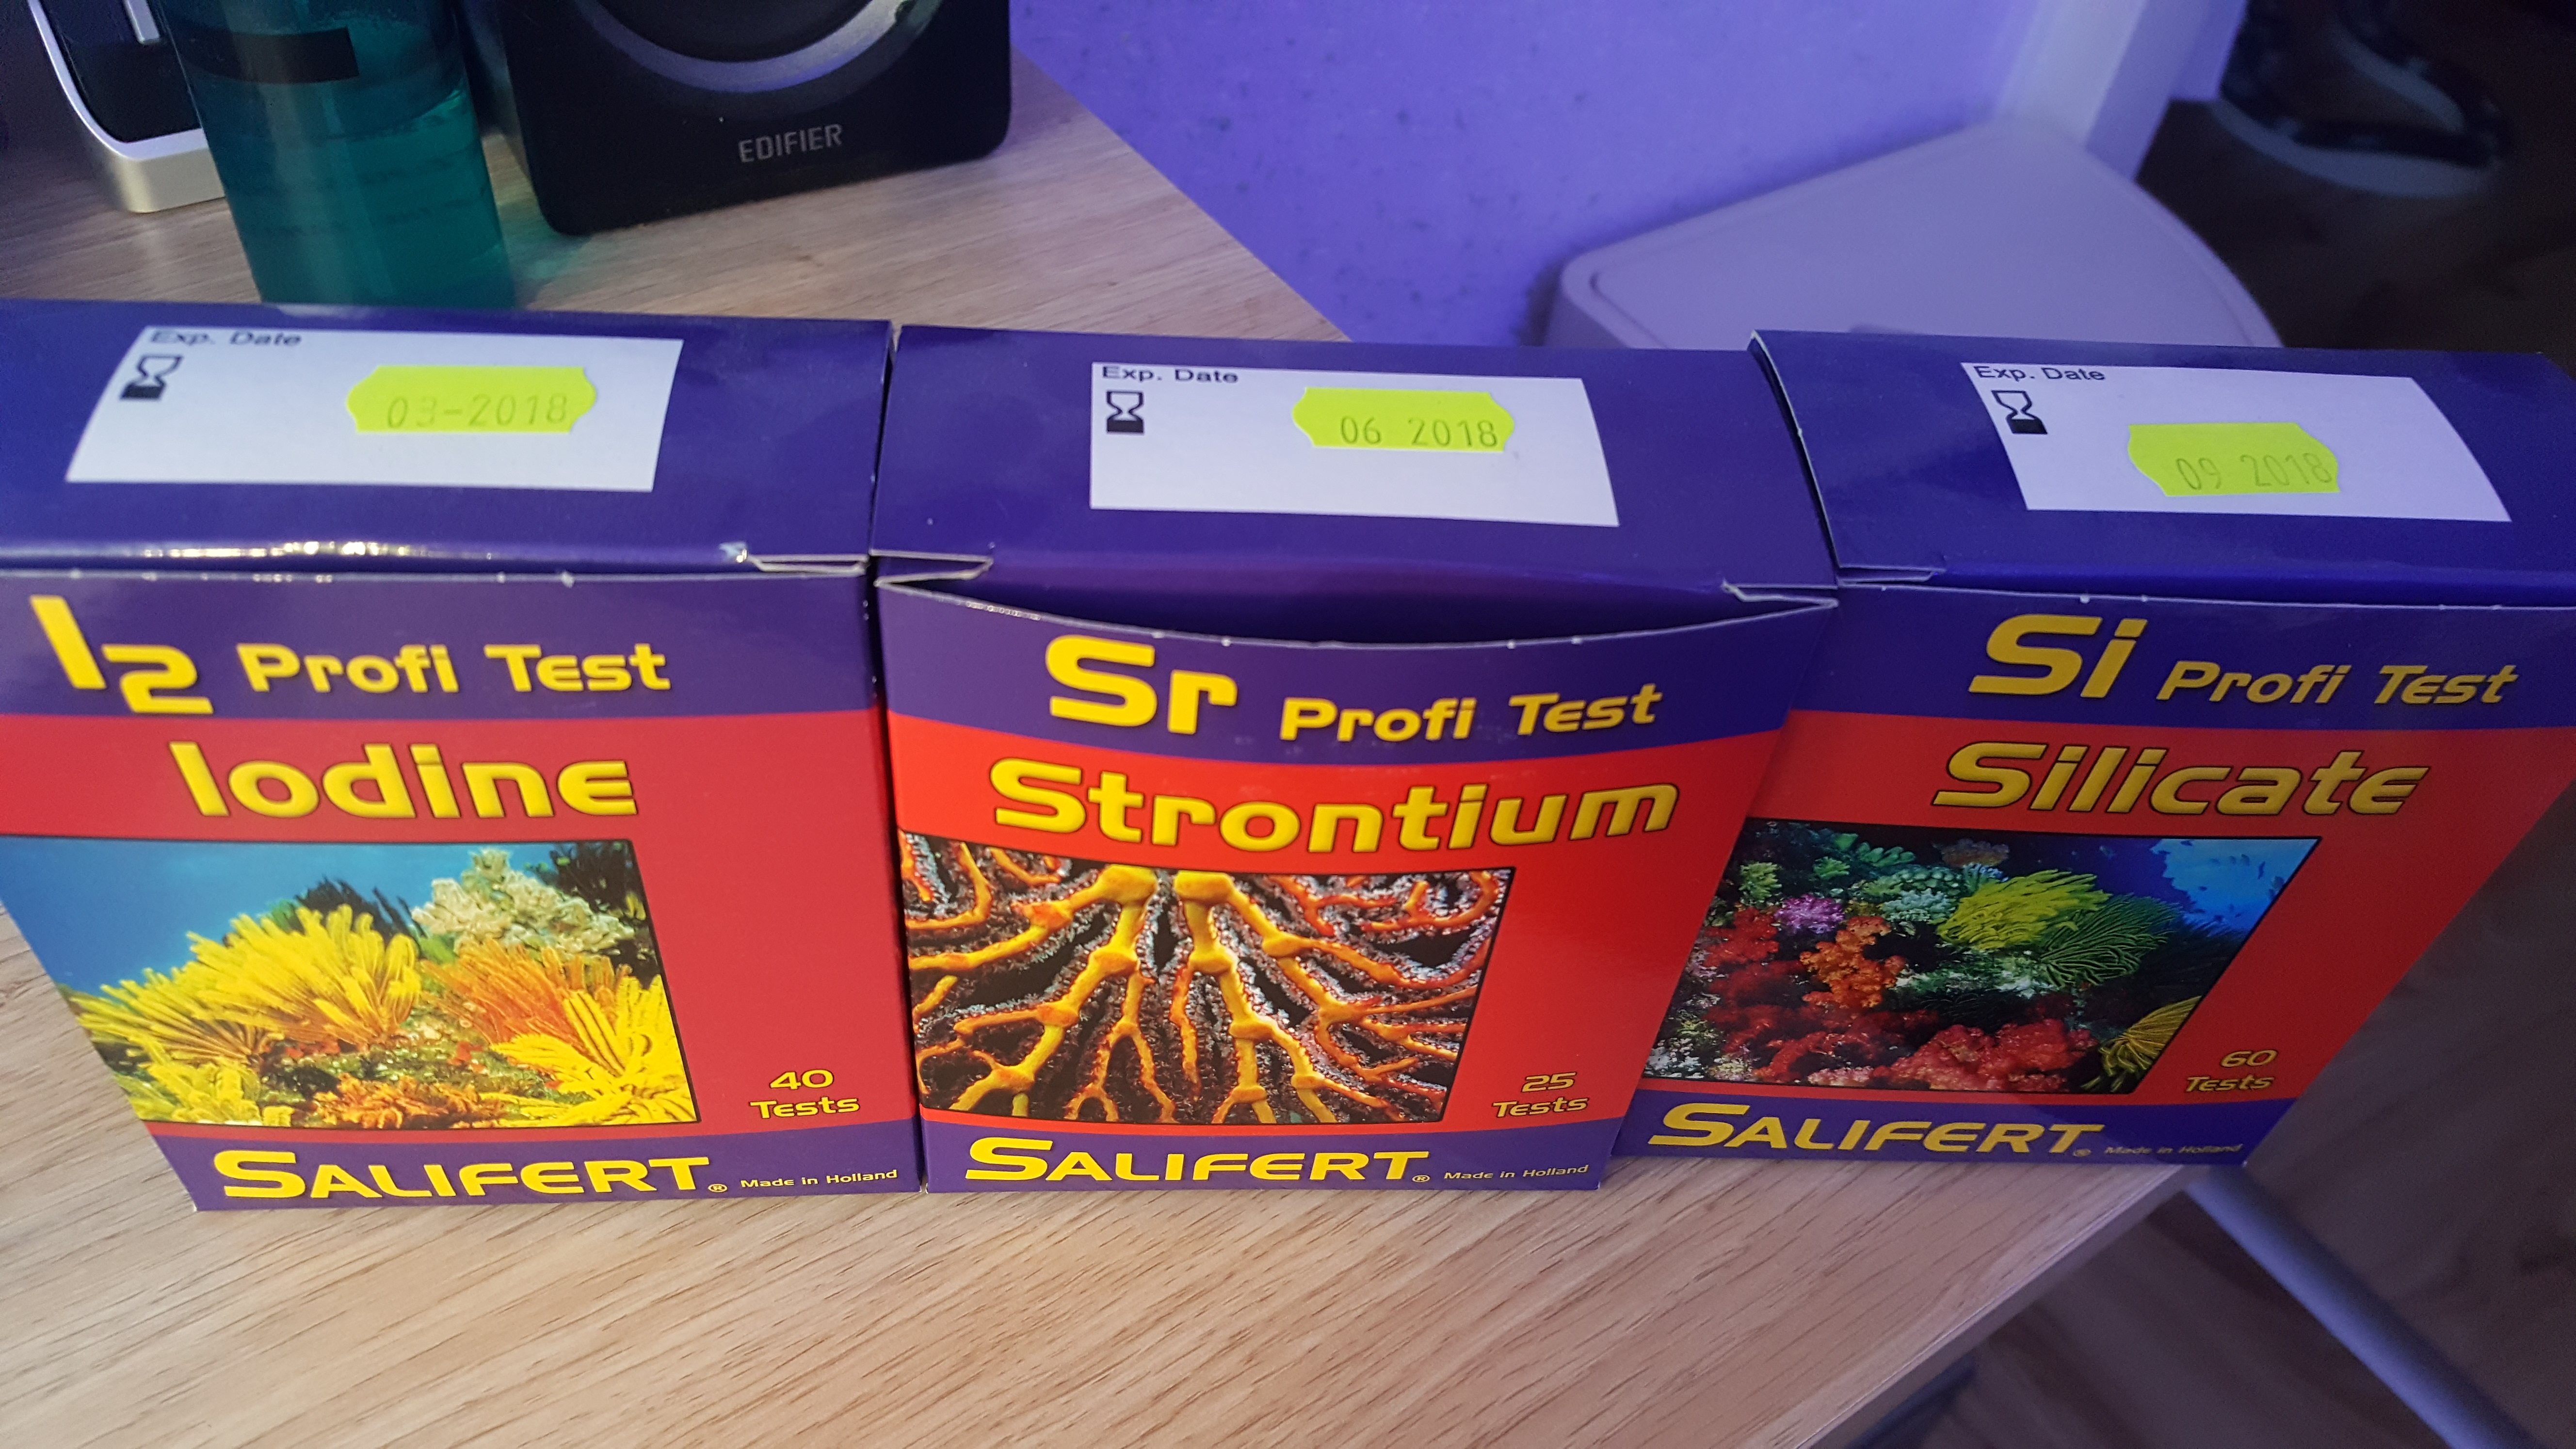 EDIFIER
Exp. Date
03-2018
I2 Profi Test
Iodine
40
Tests
SALIFERT® Made in Holland
Exp. Date
06 2018
Sr Profi Test
Strontium
25
Tests
SALIFERT® Made in Holland
Exp. Date
09 2018
Si Profi Test
Silicate
60
Tests
SALIFERT® Made in Holland